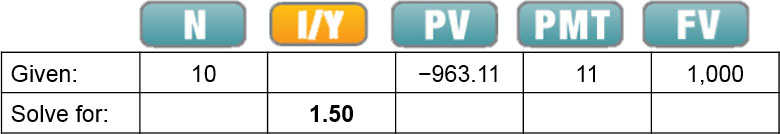 N I/Y PV PMT FV
Given: 10 −963.11 11 1,000
Solve for: 1.50